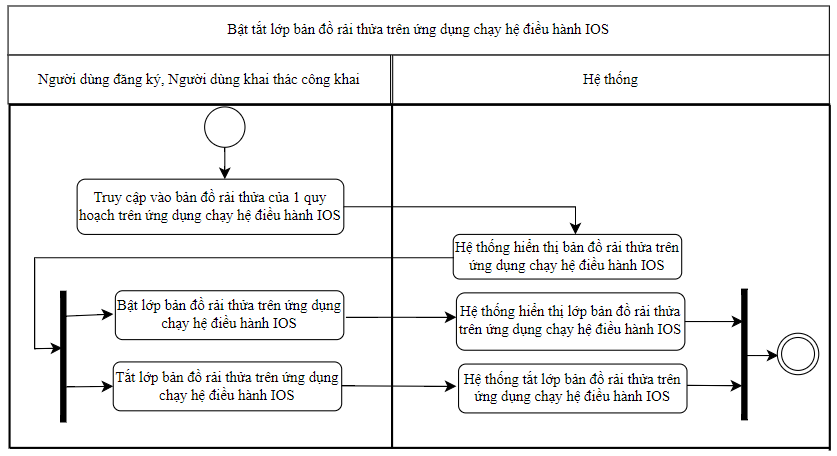 Bật tắt lớp bản đồ rải thửa trên ứng dụng chạy hệ điều hành IOS
Người dùng đăng ký, Người dùng khai thác công khai
Hệ thống
Truy cập vào bản đồ rải thửa của 1 quy
hoạch trên ứng dụng chạy hệ điều hành IOS
Hệ thống hiển thị bản đồ rải thửa trên
ứng dụng chạy hệ điều hành IOS
Bật lớp bản đồ rải thửa trên ứng dụng
chạy hệ điều hành IOS
Hệ thống hiển thị lớp bản đồ rải thửa
trên ứng dụng chạy hệ điều hành IOS
Tắt lớp bản đồ rải thửa trên ứng dụng
chạy hệ điều hành IOS
Hệ thống tắt lớp bản đồ rải thửa trên
ứng dụng chạy hệ điều hành IOS